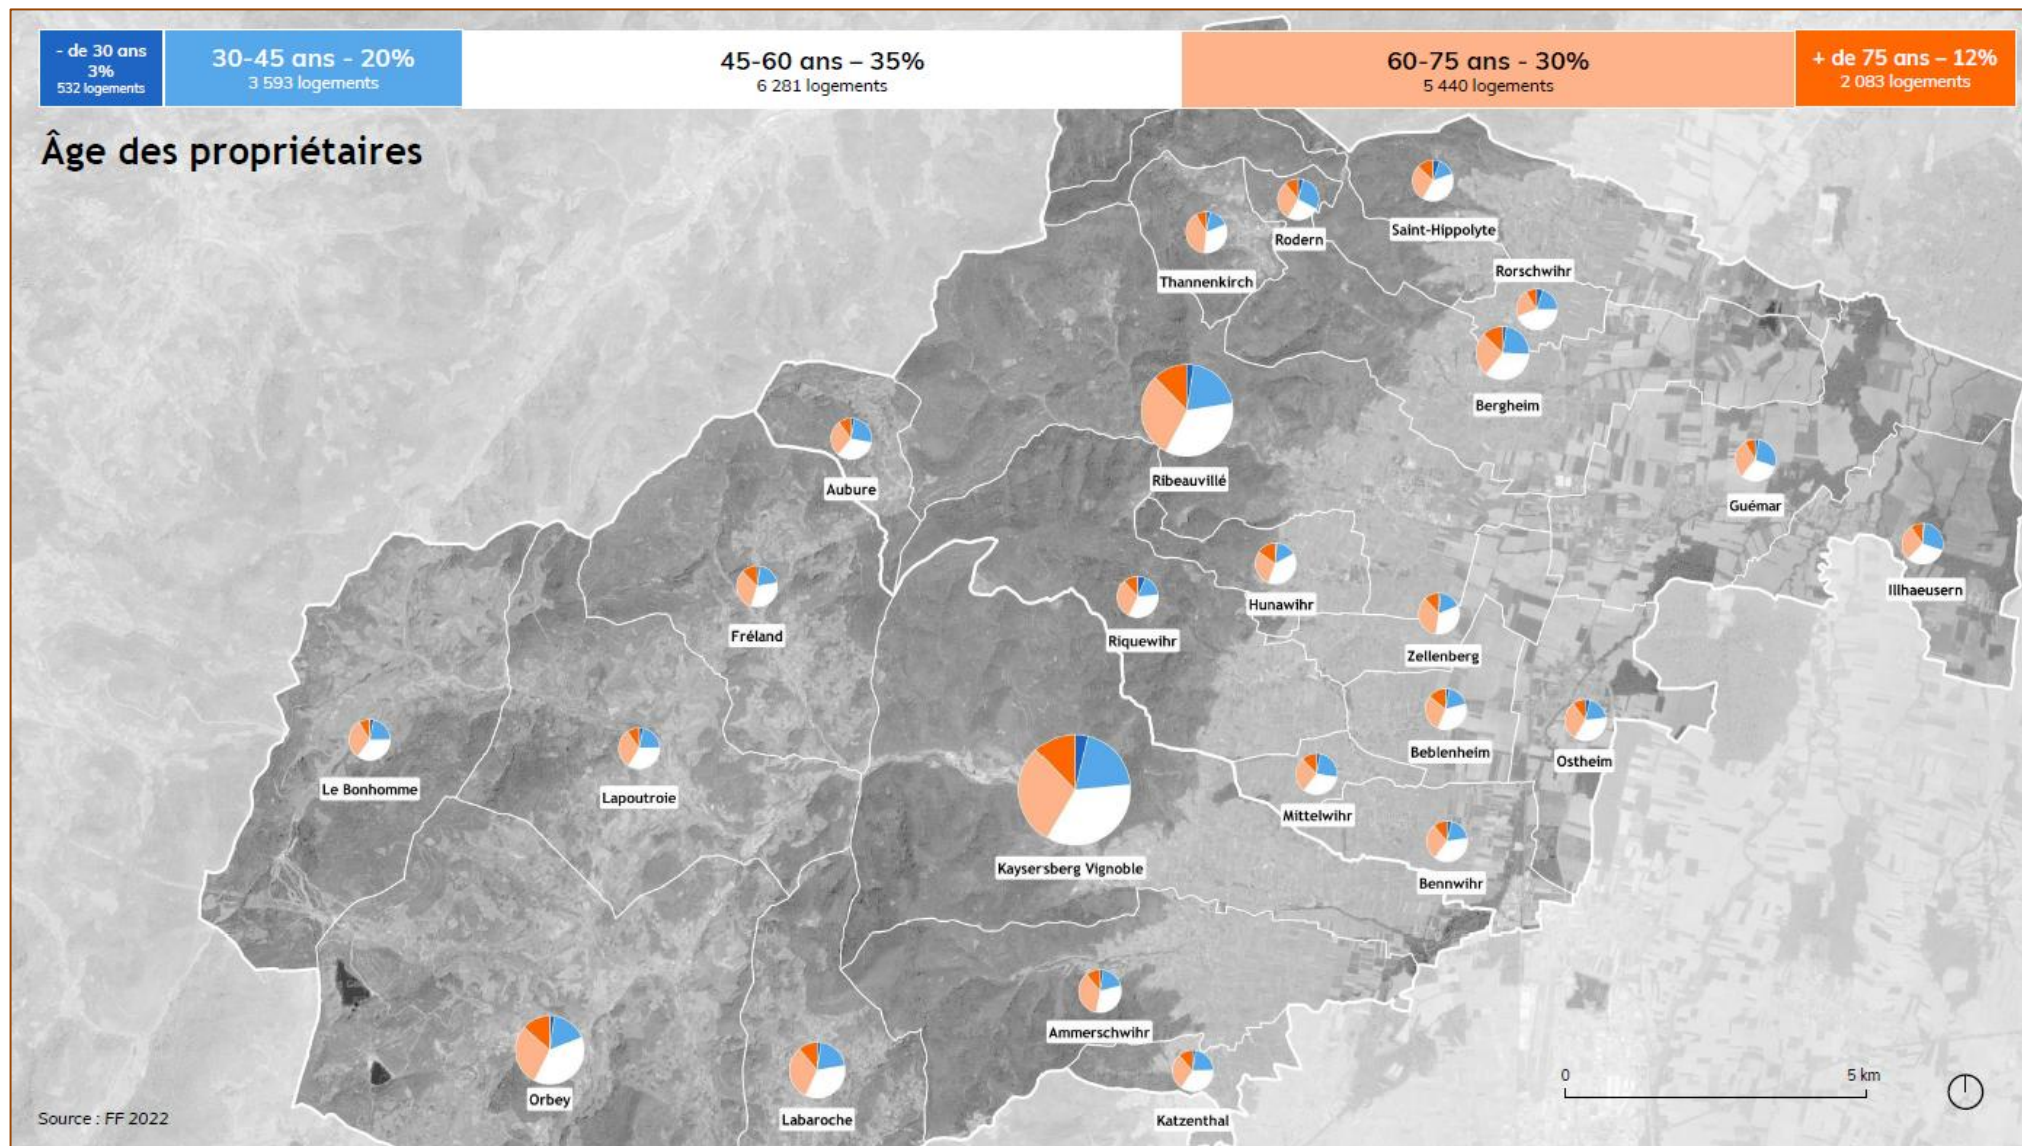 - de 30 ans
3%
532 logements
30-45 ans - 20%
3 593 logements
45-60 ans – 35%
6 281 logements
60-75 ans - 30%
5 440 logements
+ de 75 ans – 12%
2 083 logements
Âge des propriétaires
Saint-Hippolyte
Rodern
Thannenkirch
Rorschwihr
Bergheim
Ribeauvillé
Aubure
Guémar
Illhaeusern
Hunawihr
Fréland
Riquewihr
Zellenberg
Beblenheim
Ostheim
Le Bonhomme
Lapoutroie
Mittelwihr
Kaysersberg Vignoble
Bennwihr
Ammerschwihr
Orbey
Labaroche
Katzenthal
0
5 km
Source : FF 2022